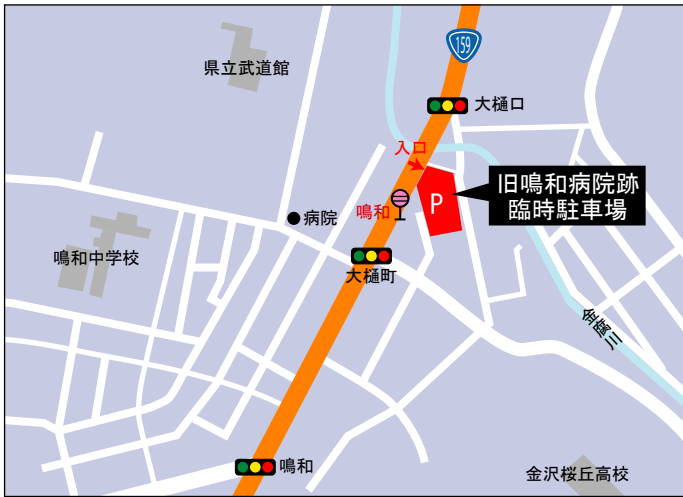 159
県立武道館
大樋口
入口
旧鳴和病院跡
臨時駐車場
P
鳴和
病院
鳴和中学校
大樋町
金腐川
鳴和
金沢桜丘高校